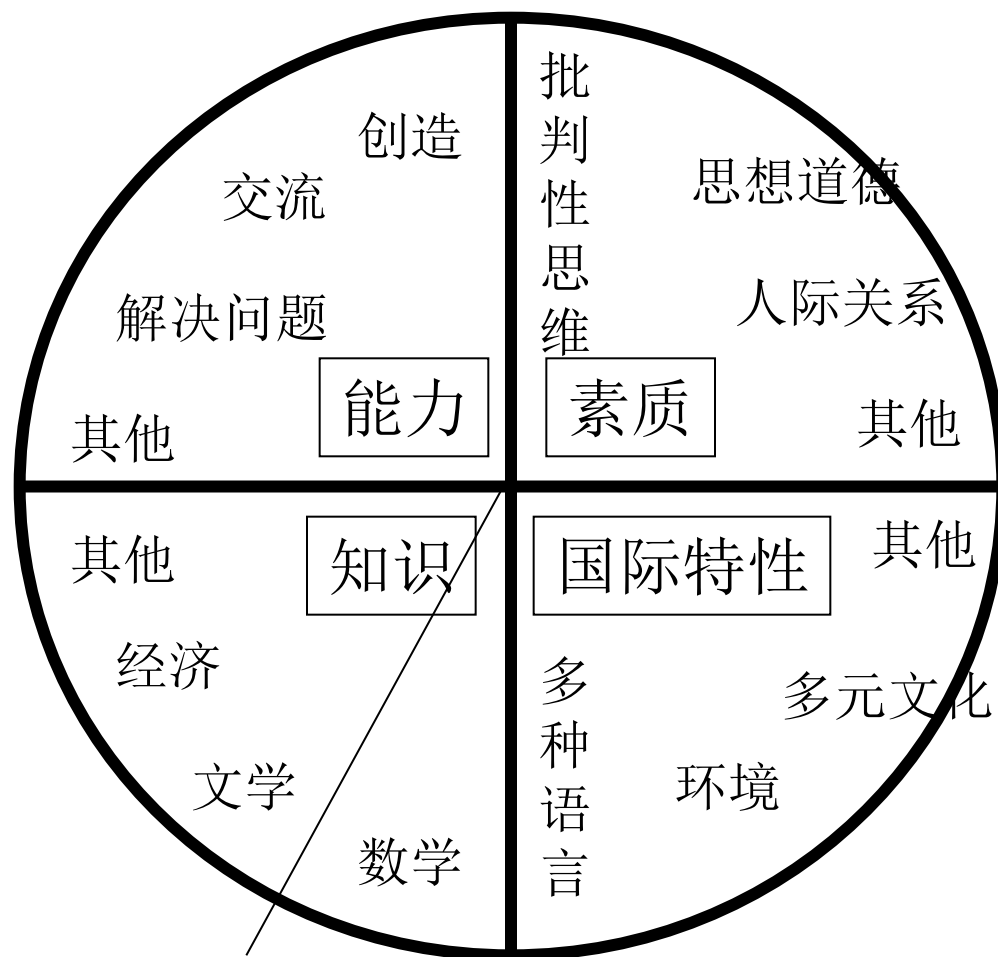 创造
交流
解决问题
其他
能力
批判性思维
思想道德
人际关系
其他
素质
知识
其他
经济
文学
数学
国际特性
其他
多元文化
环境
多种语言